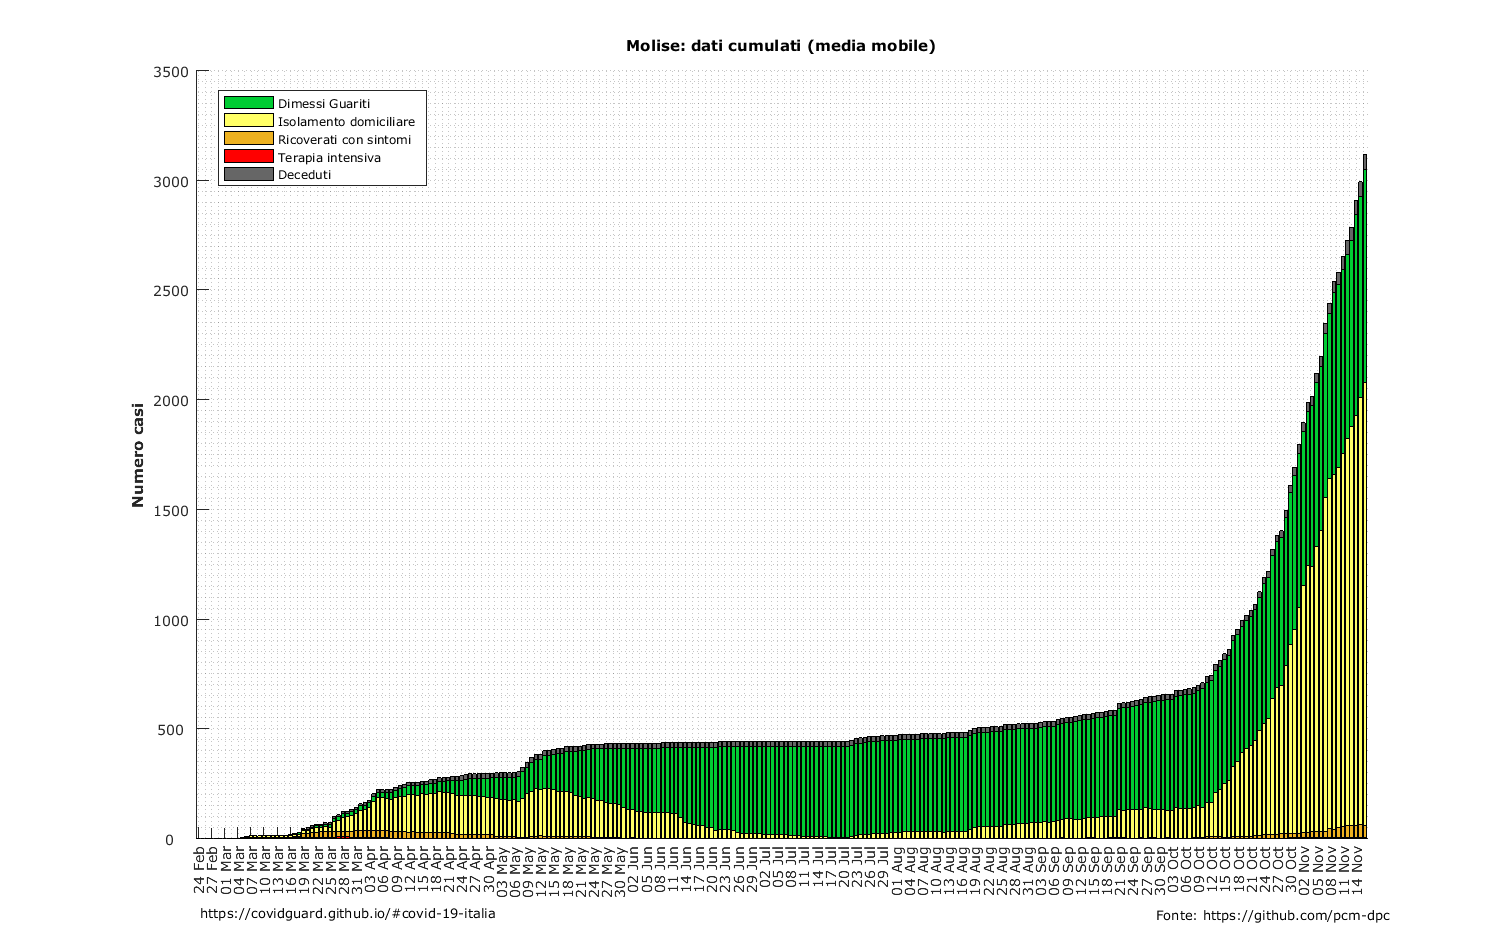 Molise: dati cumulati (media mobile)
3500
3000
2500
2000
1500
1000
500
0
Numero casi
Dimessi Guariti
Isolamento domiciliare
Ricoverati con sintomi
Terapia intensiva
Deceduti
24 Feb
27 Feb
01 Mar
04 Mar
07 Mar
10 Mar
13 Mar
16 Mar
19 Mar
22 Mar
25 Mar
28 Mar
31 Mar
03 Apr
06 Apr
09 Apr
12 Apr
15 Apr
18 Apr
21 Apr
24 Apr
27 Apr
30 Apr
03 May
06 May
09 May
12 May
15 May
18 May
21 May
24 May
27 May
30 May
02 Jun
05 Jun
08 Jun
11 Jun
14 Jun
17 Jun
20 Jun
23 Jun
26 Jun
29 Jun
02 Jul
05 Jul
08 Jul
11 Jul
14 Jul
17 Jul
20 Jul
23 Jul
26 Jul
29 Jul
01 Aug
04 Aug
07 Aug
10 Aug
13 Aug
16 Aug
19 Aug
22 Aug
25 Aug
28 Aug
31 Aug
03 Sep
06 Sep
09 Sep
12 Sep
15 Sep
18 Sep
21 Sep
24 Sep
27 Sep
30 Sep
03 Oct
06 Oct
09 Oct
12 Oct
15 Oct
18 Oct
21 Oct
24 Oct
27 Oct
30 Oct
02 Nov
05 Nov
08 Nov
11 Nov
14 Nov
https://covidguard.github.io/#covid-19-italia
Fonte: https://github.com/pcm-dpc